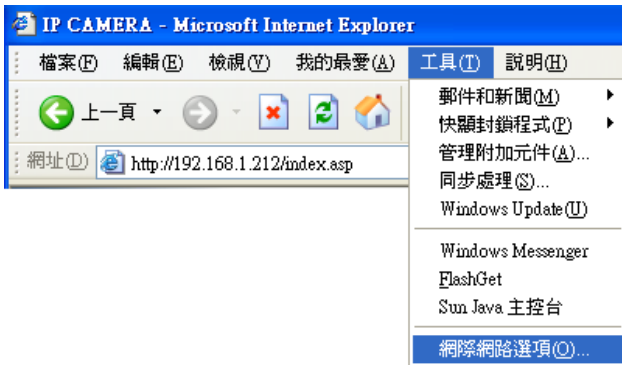 IP CAMERA - Microsoft Internet Explorer
檔案(F) 編輯(E) 檢視(V) 我的最愛(A) 工具(T) 說明(H)
上一頁
網址(D) http://192.168.1.212/index.asp
郵件和新聞(M)
快顯封鎖程式(P)
管理附加元件(A)...
同步處理(S)...
Windows Update(U)
Windows Messenger
FlashGet
Sun Java 主控台
網際網路選項(O)...